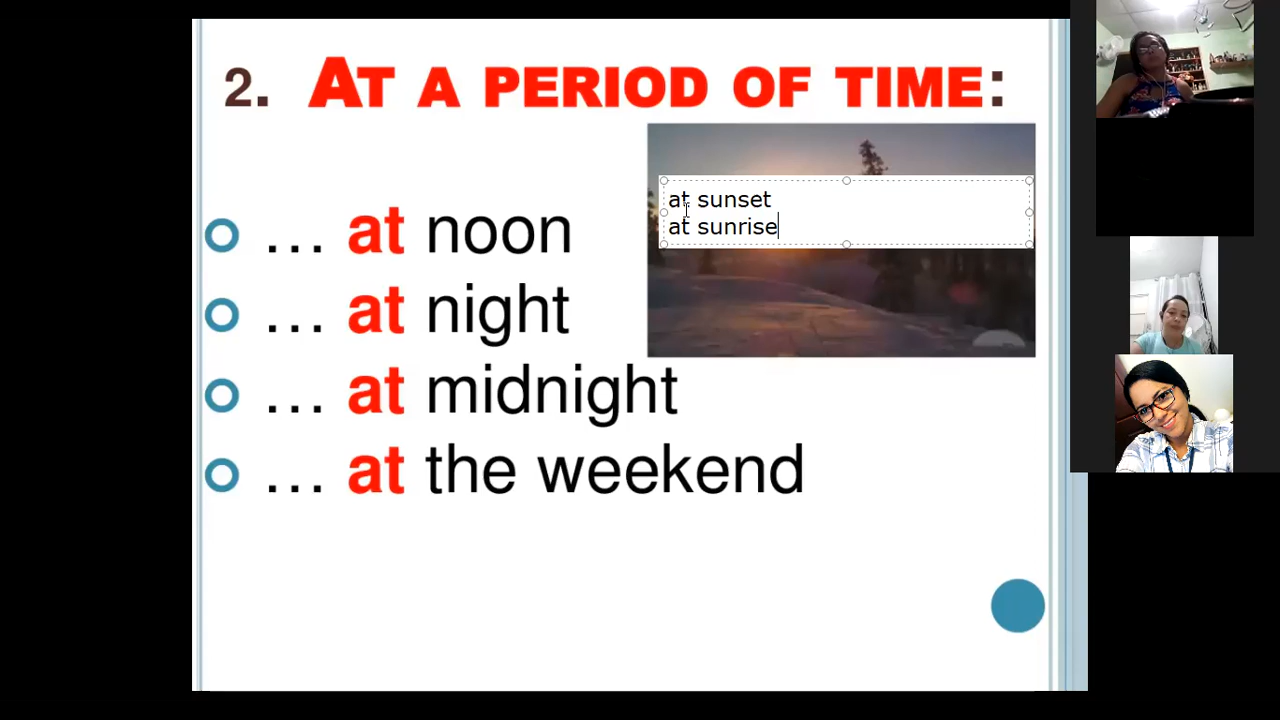 2. AT A PERIOD OF TIME:
at sunset
at sunrise
... at noon
... at night
... at midnight
... at the weekend